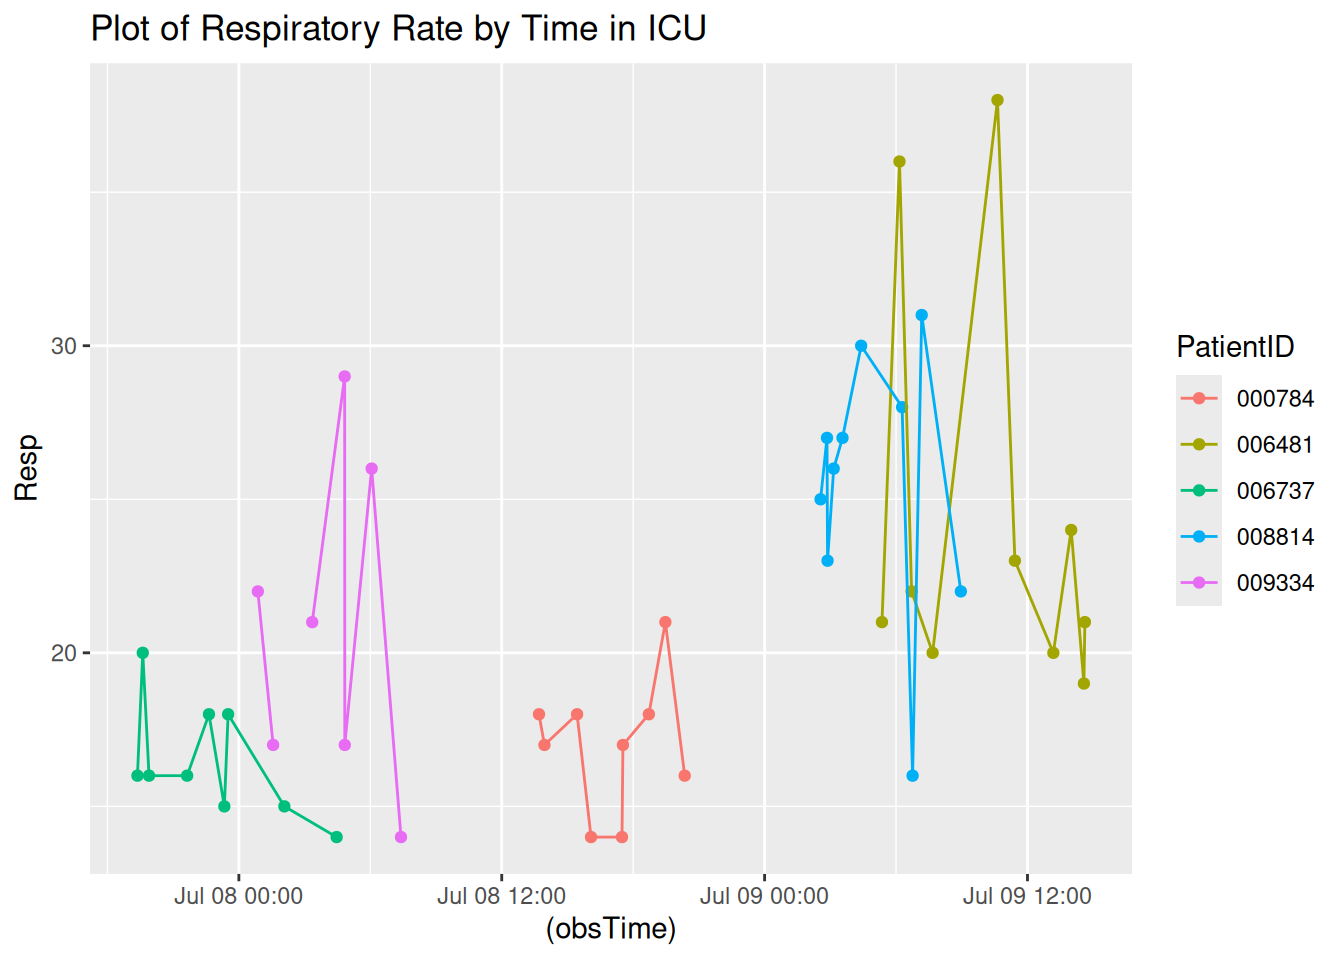 Plot of Respiratory Rate by Time in ICU
30
20
Resp
Jul 08 00:00
Jul 08 12:00
Jul 09 00:00
Jul 09 12:00
(obsTime)
PatientID
000784
006481
006737
008814
009334